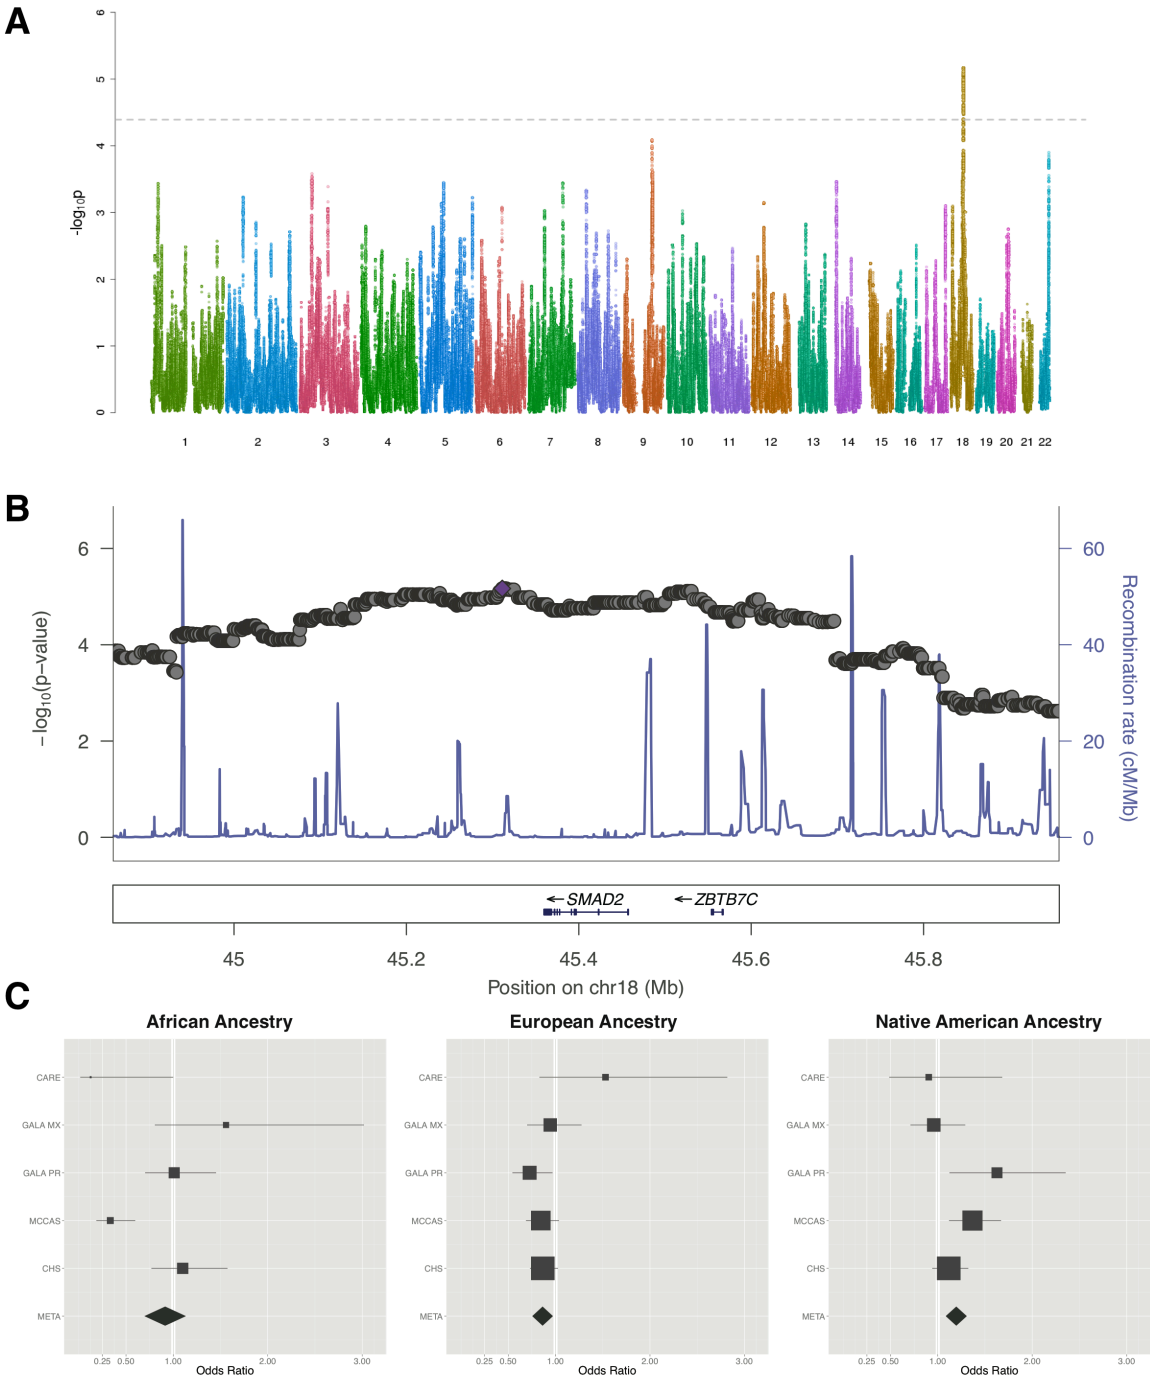 A
6
5
4
3
2
1
0
-log10p
1 2 3 4 5 6 7 8 9 10 11 12 13 14 15 16 17 18 19 20 21 22
B
6
4
2
0
−log10(p−value)
60
40
20
0
Recombination rate (cM/Mb)
SMAD2
ZBTB7C
45 45.2 45.4 45.6 45.8
Position on chr18 (Mb)
C
African Ancestry
CARE
GALA MX
GALA PR
MCCAS
CHS
META
0.25 0.50 1.00 2.00 3.00
Odds Ratio
European Ancestry
CARE
GALA MX
GALA PR
MCCAS
CHS
META
0.25 0.50 1.00 2.00 3.00
Odds Ratio
Native American Ancestry
CARE
GALA MX
GALA PR
MCCAS
CHS
META
0.25 0.50 1.00 2.00 3.00
Odds Ratio